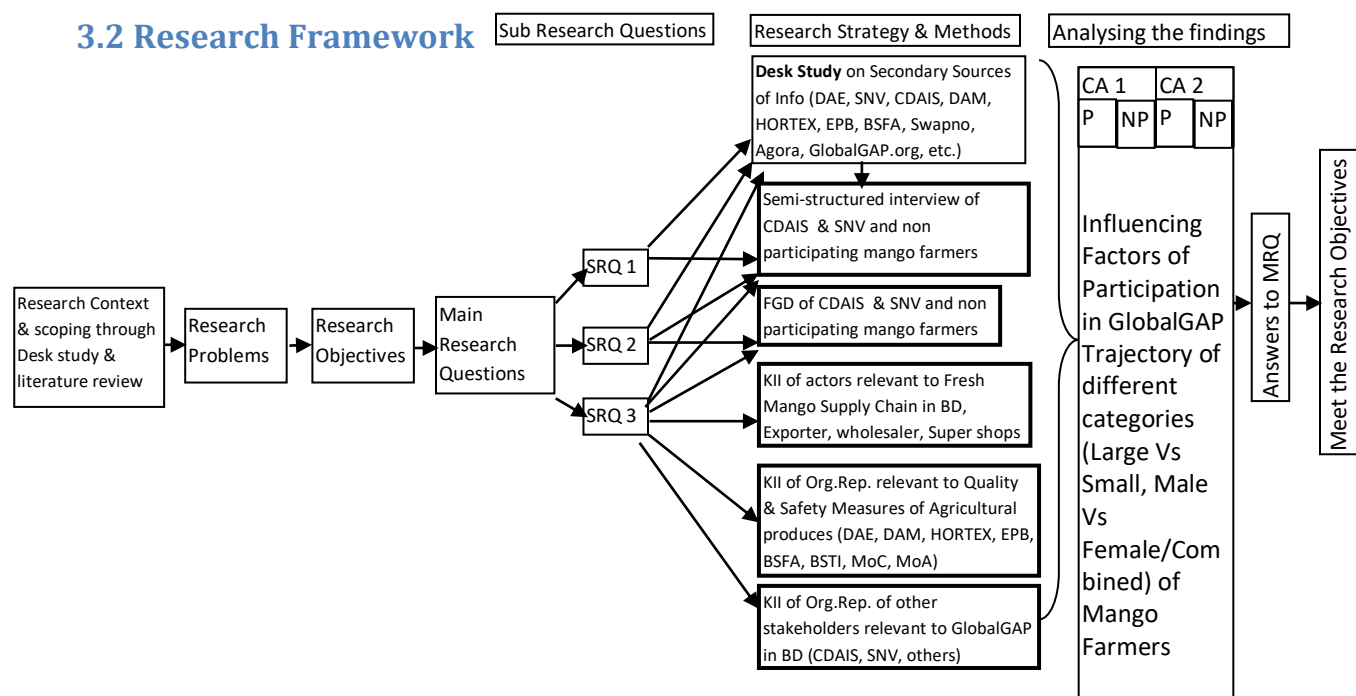 3.2 Research Framework
Sub Research Questions
Research Strategy & Methods
Analysing the findings
Research Context
& scoping through
Desk study &
literature review
Research
Problems
Research
Objectives
Main
Research
Questions
SRQ 1
SRQ 2
SRQ 3
Desk Study on Secondary Sources
of Info (DAE, SNV, CDAIS, DAM,
HORTEX, EPB, BSFA, Swapno,
Agora, GlobalGAP.org, etc.)
Semi-structured interview of
CDAIS & SNV and non
participating mango farmers
FGD of CDAIS & SNV and non
participating mango farmers
KII of actors relevant to Fresh
Mango Supply Chain in BD,
Exporter, wholesaler, Super shops
KII of Org.Rep. relevant to Quality
& Safety Measures of Agricultural
produces (DAE, DAM, HORTEX, EPB,
BSFA, BSTI, MoC, MoA)
KII of Org.Rep. of other
stakeholders relevant to GlobalGAP
in BD (CDAIS, SNV, others)
CA 1 CA 2
P NP P NP
Influencing
Factors of
Participation
in GlobalGAP
Trajectory of
different
categories
(Large Vs
Small, Male
Vs
Female/Com
bined) of
Mango
Farmers
Answers to MRQ
Meet the Research Objectives